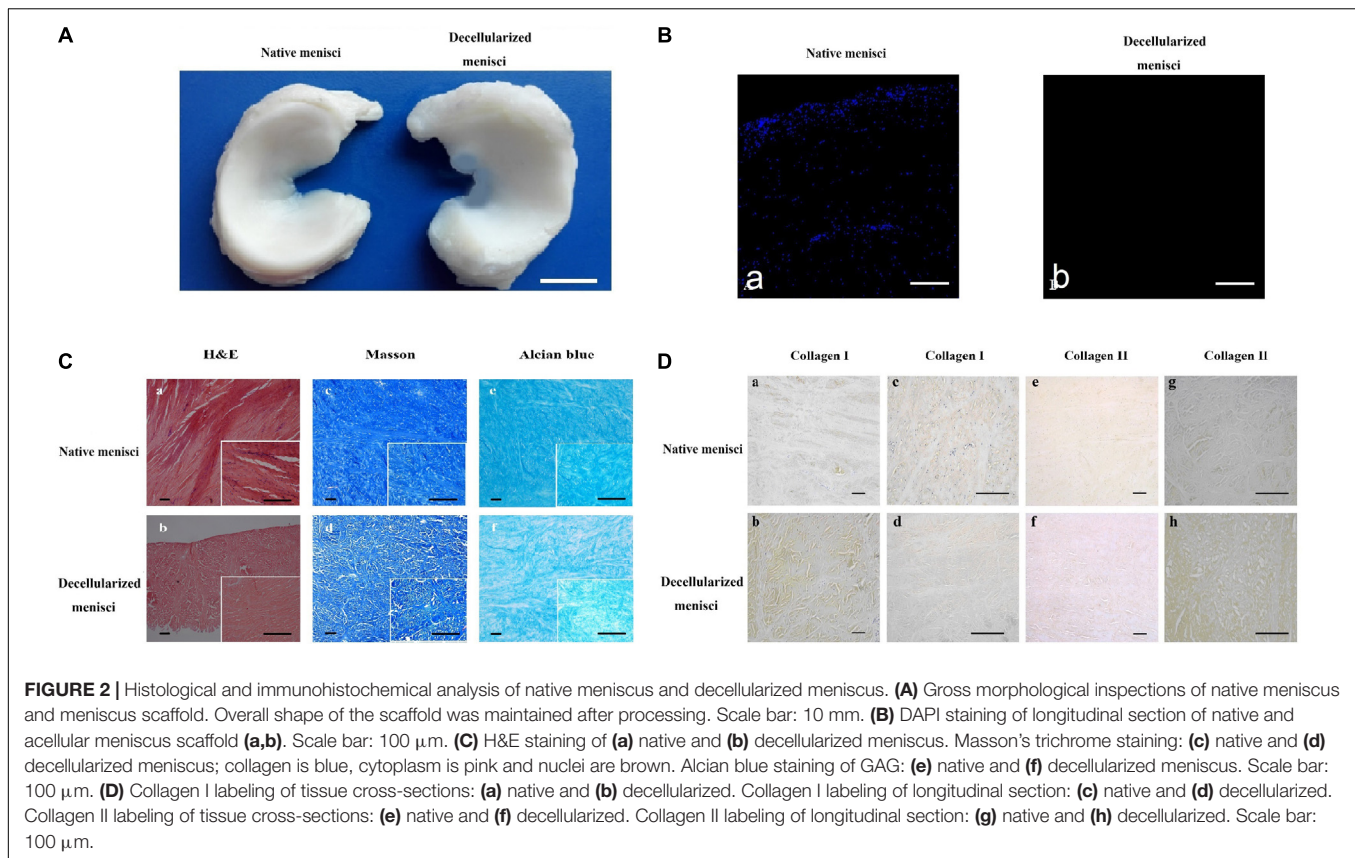 A
Native menisci
Decellularized
menisci
B
Native menisci
Decellularized
menisci
a
b
C
H&E
Masson
Alcian blue
Native menisci
a
c
e
Decellularized
menisci
b
d
f
D
Collagen I
Collagen I
Collagen II
Collagen II
Native menisci
a
c
e
g
Decellularized
menisci
b
d
f
h
FIGURE 2 | Histological and immunohistochemical analysis of native meniscus and decellularized meniscus. (A) Gross morphological inspections of native meniscus
and meniscus scaffold. Overall shape of the scaffold was maintained after processing. Scale bar: 10 mm. (B) DAPI staining of longitudinal section of native and
acellular meniscus scaffold (a,b). Scale bar: 100 μm. (C) H&E staining of (a) native and (b) decellularized meniscus. Masson's trichrome staining: (c) native and (d)
decellularized meniscus; collagen is blue, cytoplasm is pink and nuclei are brown. Alcian blue staining of GAG: (e) native and (f) decellularized meniscus. Scale bar:
100 μm. (D) Collagen I labeling of tissue cross-sections: (a) native and (b) decellularized. Collagen I labeling of longitudinal section: (c) native and (d) decellularized.
Collagen II labeling of tissue cross-sections: (e) native and (f) decellularized. Collagen II labeling of longitudinal section: (g) native and (h) decellularized. Scale bar:
100 μm.